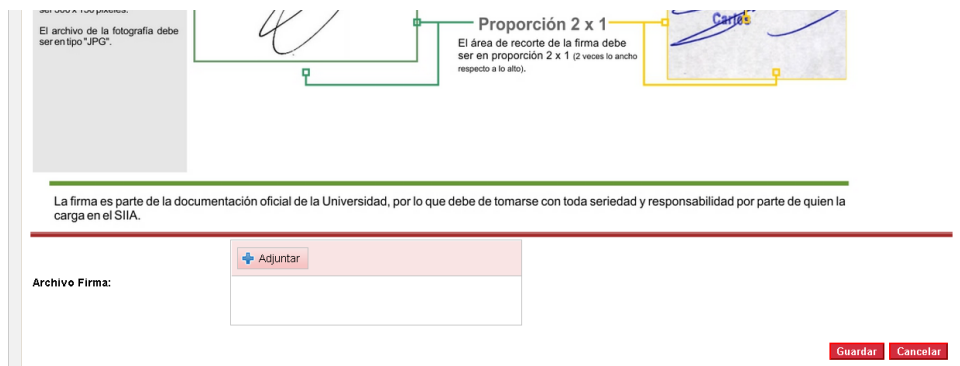 El archivo de la fotografía debe
ser en tipo "JPG".
Proporción 2 x 1
El área de recorte de la firma debe
ser en proporción 2 x 1 (2 veces lo ancho
respecto a lo alto).
Carlos
La firma es parte de la documentación oficial de la Universidad, por lo que debe de tomarse con toda seriedad y responsabilidad por parte de quien la
carga en el SIIA.
Adjuntar
Archivo Firma:
Guardar Cancelar